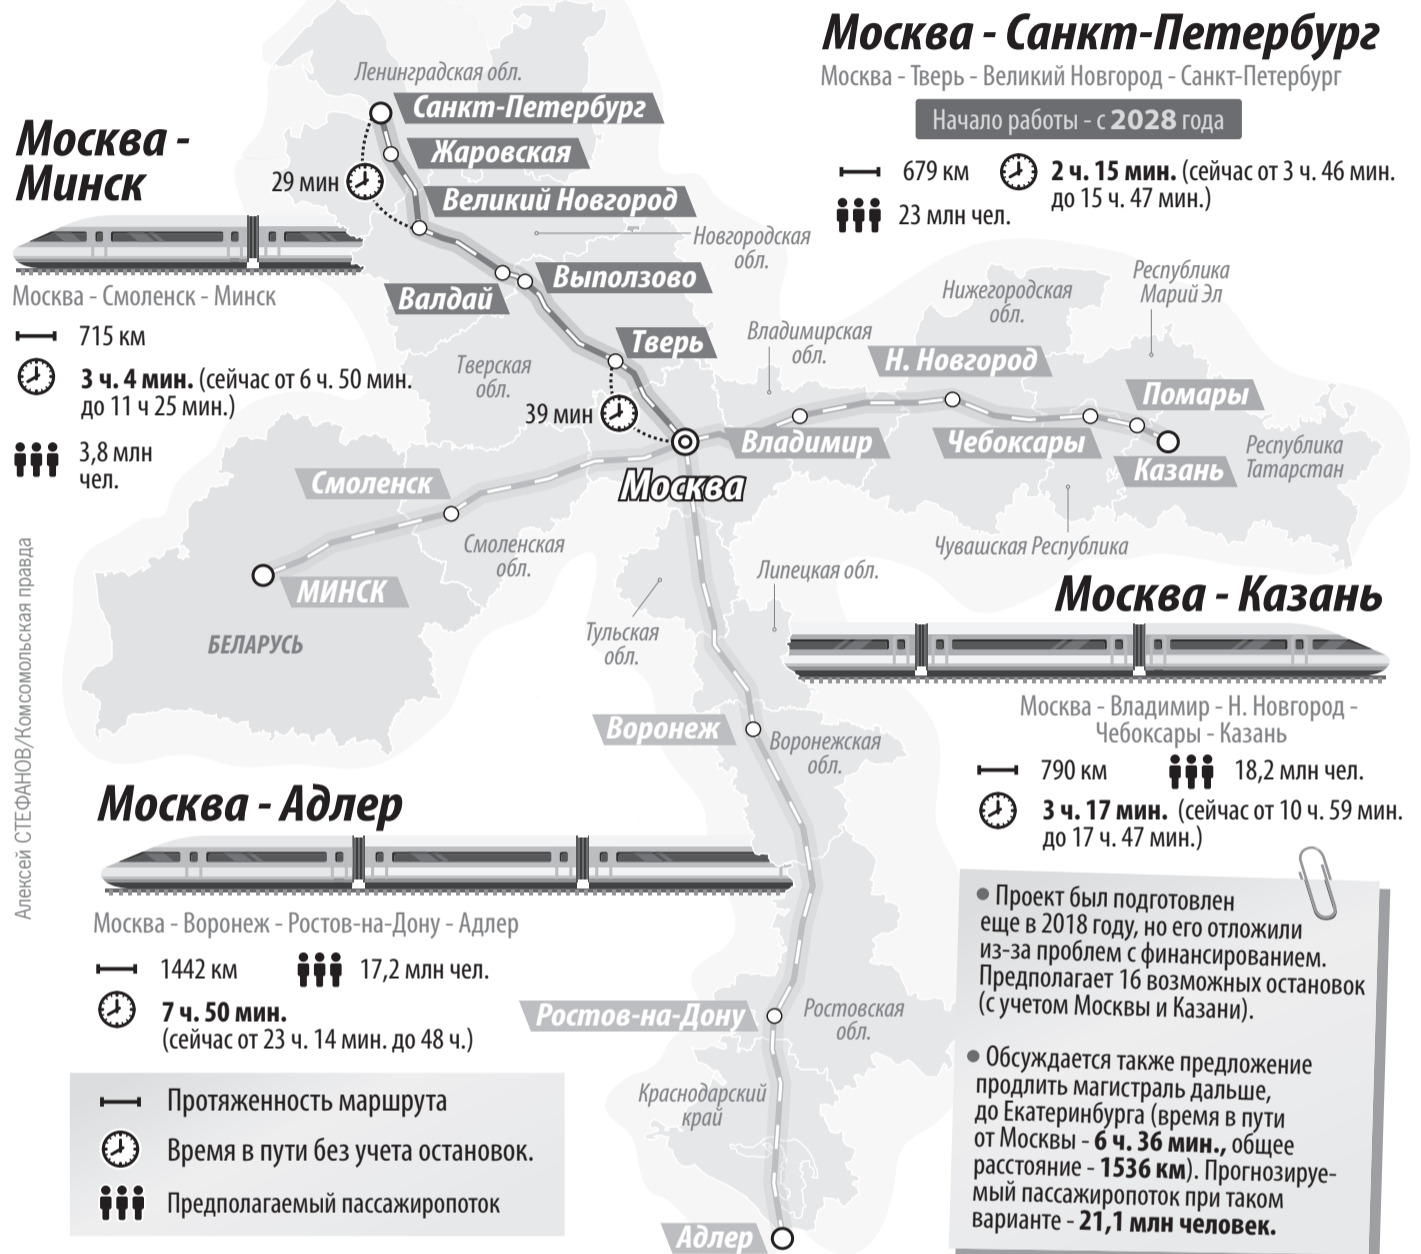 Москва - Санкт-Петербург
Москва - Тверь - Великий Новгород - Санкт-Петербург
Начало работы - с 2028 года
679 км
2 ч. 15 мин. (сейчас от 3 ч. 46 мин.
до 15 ч. 47 мин.)
23 млн чел.
Москва -
Минск
Москва - Смоленск - Минск
715 км
3 ч. 4 мин. (сейчас от 6 ч. 50 мин.
до 11 ч 25 мин.)
3,8 млн
чел.
Ленинградская обл.
Санкт-Петербург
Жаровская
29 мин
Великий Новгород
Новгородская
обл.
Выползово
Валдай
Тверь
Тверская
обл.
39 мин
Москва
Владимирская
обл.
Нижегородская
обл.
Республика
Марий Эл
Н. Новгород
Помары
Владимир
Чебоксары
Казань
Республика
Татарстан
Чувашская Республика
Смоленск
Смоленская
обл.
МИНСК
БЕЛАРУСЬ
Тульская
обл.
Липецкая обл.
Воронеж
Воронежская
обл.
Ростов-на-Дону
Ростовская
обл.
Краснодарский
край
Адлер
Москва - Казань
Москва - Владимир - Н. Новгород -
Чебоксары - Казань
790 км
18,2 млн чел.
3 ч. 17 мин. (сейчас от 10 ч. 59 мин.
до 17 ч. 47 мин.)
• Проект был подготовлен
еще в 2018 году, но его отложили
из-за проблем с финансированием.
Предполагает 16 возможных остановок
(с учетом Москвы и Казани).
• Обсуждается также предложение
продлить магистраль дальше,
до Екатеринбурга (время в пути
от Москвы - 6 ч. 36 мин., общее
расстояние - 1536 км). Прогнозируе-
мый пассажиропоток при таком
варианте - 21,1 млн человек.
Москва - Адлер
Москва - Воронеж - Ростов-на-Дону - Адлер
1442 км
17,2 млн чел.
7 ч. 50 мин.
(сейчас от 23 ч. 14 мин. до 48 ч.)
Протяженность маршрута
Время в пути без учета остановок.
Предполагаемый пассажиропоток
Алексей СТЕФАНОВ/Комсомольская правда